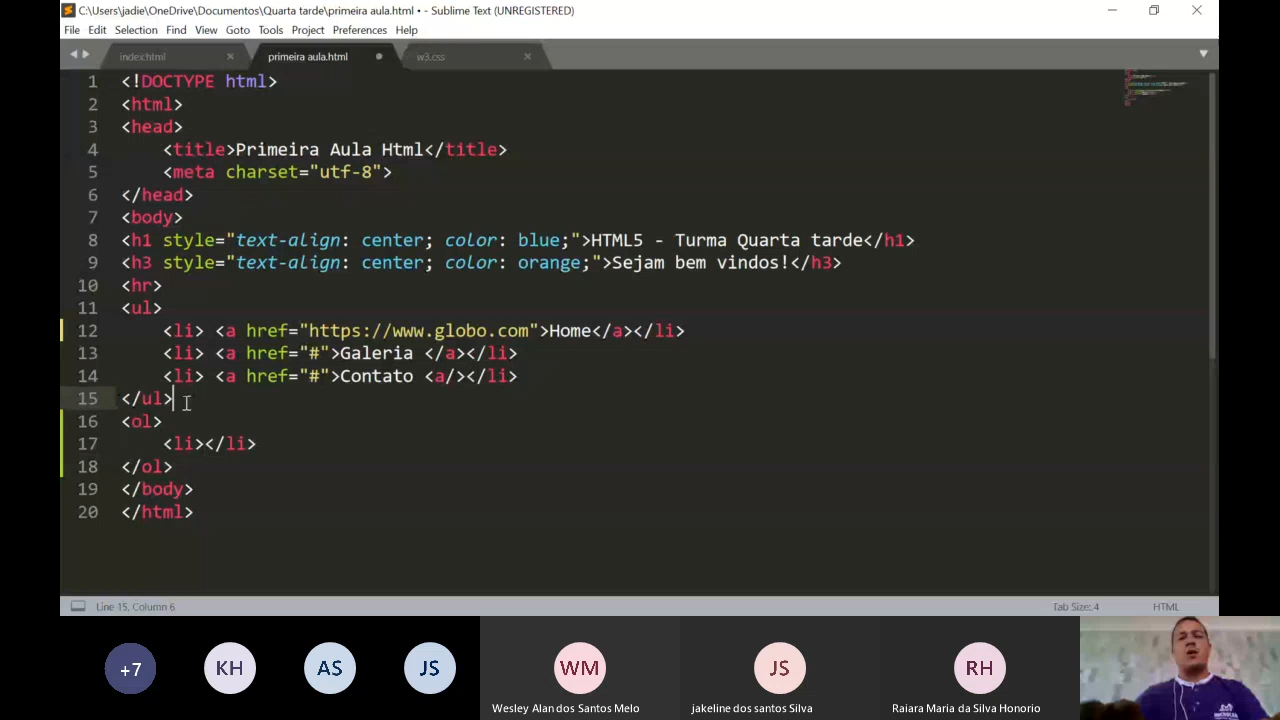 C:\Users\jadie\OneDrive\Documentos\Quarta tarde\primeira aula.html • - Sublime Text (UNREGISTERED)
File Edit Selection Find View Goto Tools Project Preferences Help
index.html primeira aula.html w3.css
1 <!DOCTYPE html>
2 <html>
3 <head>
4 <title>Primeira Aula Html</title>
5 <meta charset="utf-8">
6 </head>
7 <body>
8 <h1 style="text-align: center; color: blue;">HTML5 - Turma Quarta tarde</h1>
9 <h3 style="text-align: center; color: orange;">Sejam bem vindos!</h3>
10 <hr>
11 <ul>
12 <li> <a href="https://www.globo.com">Home</a></li>
13 <li> <a href="#">Galeria </a></li>
14 <li> <a href="#">Contato <a/></li>
15 </ul>
16 <ol>
17 <li></li>
18 </ol>
19 </body>
20 </html>
Line 15, Column 6 Tab Size: 4 HTML
+7 KH AS JS WM JS RH
Wesley Alan dos Santos Melo jakeline dos santos Silva Raiara Maria da Silva Honorio